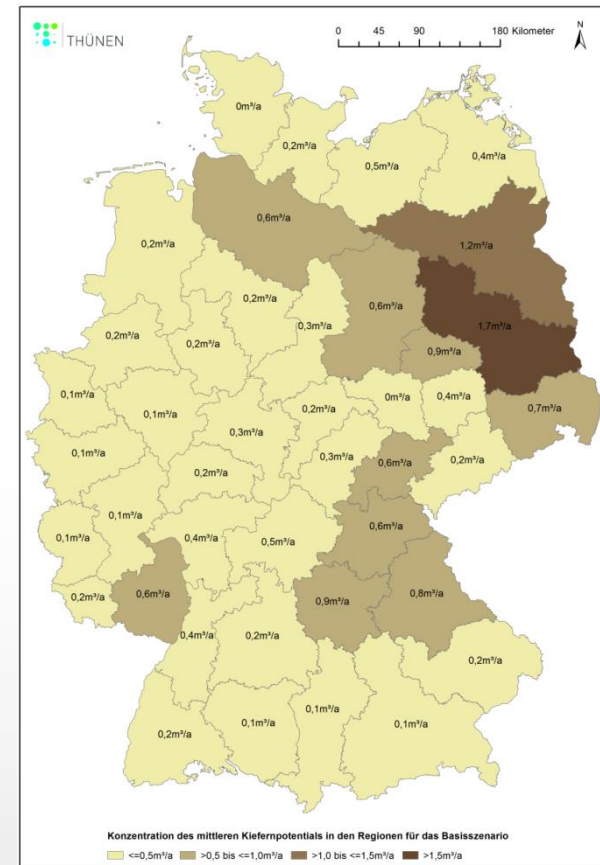 THÜNEN
0 45 90 180 Kilometer
N
0m³/a
0,2m³/a
0,5m³/a
0,4m³/a
0,6m³/a
0,2m³/a
1,2m³/a
0,2m³/a
0,3m³/a
0,6m³/a
1,7m³/a
0,2m³/a
0,2m³/a
0,9m³/a
0,1m³/a
0,1m³/a
0,2m³/a
0m³/a
0,4m³/a
0,7m³/a
0,3m³/a
0,1m³/a
0,2m³/a
0,3m³/a
0,6m³/a
0,2m³/a
0,1m³/a
0,1m³/a
0,4m³/a
0,5m³/a
0,6m³/a
0,2m³/a
0,6m³/a
0,9m³/a
0,8m³/a
0,4m³/a
0,2m³/a
0,2m³/a
0,2m³/a
0,1m³/a
0,1m³/a
0,1m³/a
Konzentration des mittleren Kiefernpotentials in den Regionen für das Basisszenario
<=0,5m³/a >0,5 bis <=1,0m³/a >1,0 bis <=1,5m³/a >1,5m³/a